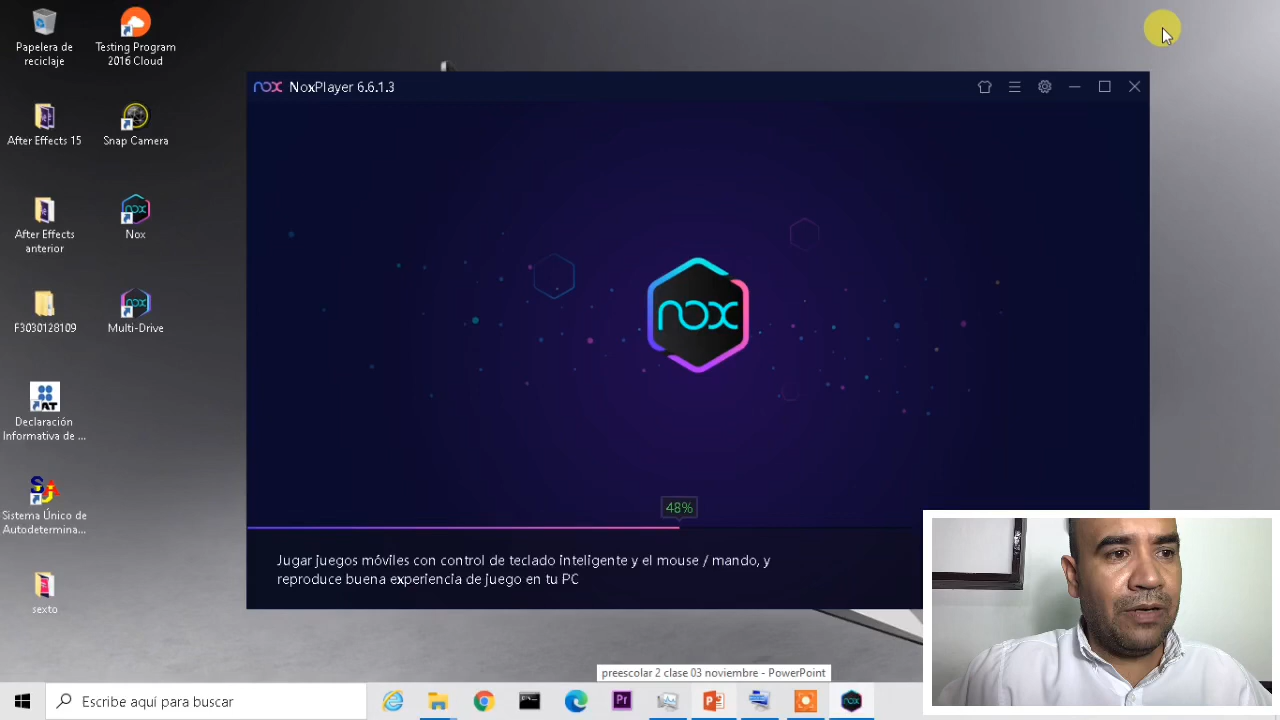 Papelera de
reciclaje
Testing Program
2016 Cloud
After Effects 15
Snap Camera
After Effects
anterior
Nox
F3030128109
Multi-Drive
Declaración
Informativa de ...
Sistema Único de
Autodetermina...
sexto
nox
NoxPlayer 6.6.1.3
nox
48%
Jugar juegos móviles con control de teclado inteligente y el mouse / mando, y
reproduce buena experiencia de juego en tu PC
preescolar 2 clase 03 noviembre - PowerPoint
Escribe aquí para buscar